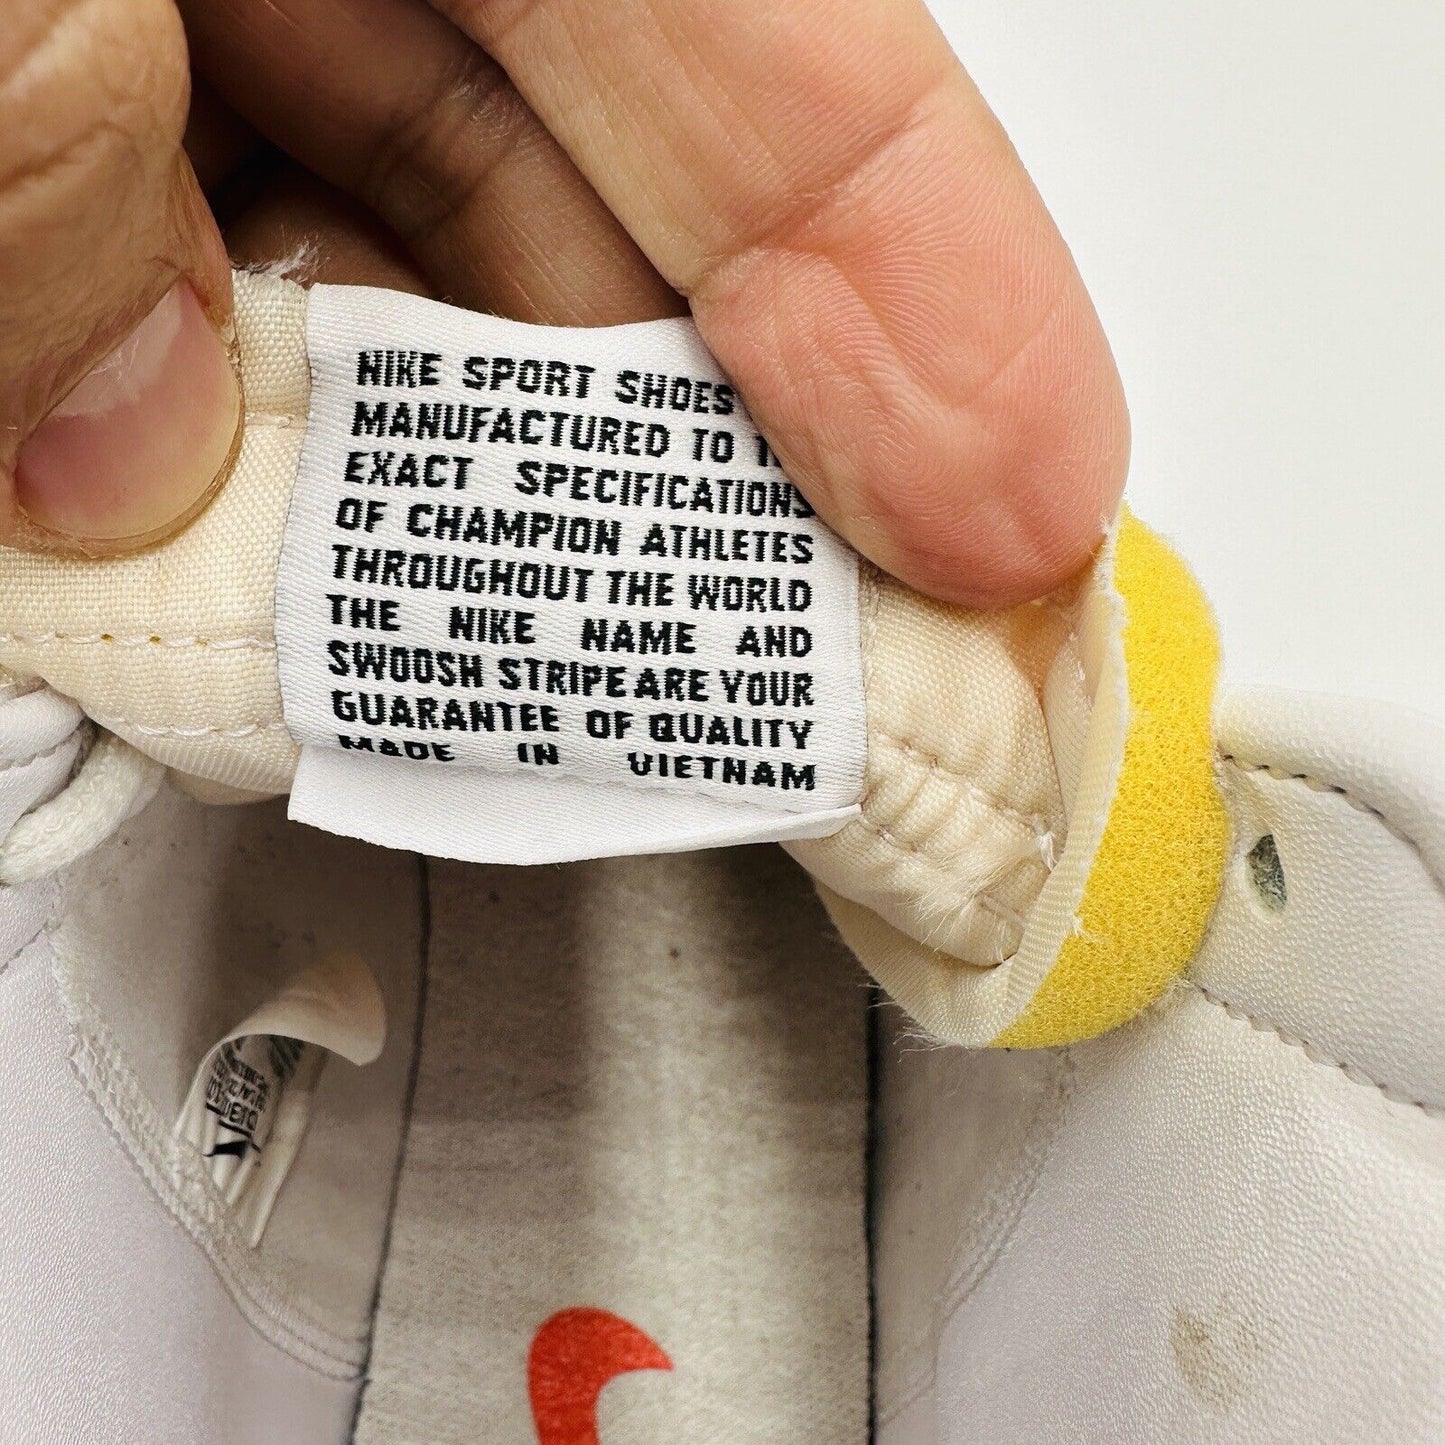 NIKE SPORT SHOES
MANUFACTURED TO
EXACT SPECIFICATIONS
OF CHAMPION ATHLETES
THROUGHOUT THE WORLD
THE NIKE NAME AND
SWOOSH STRIPE ARE YOUR
GUARANTEE OF QUALITY
MADE IN VIETNAM